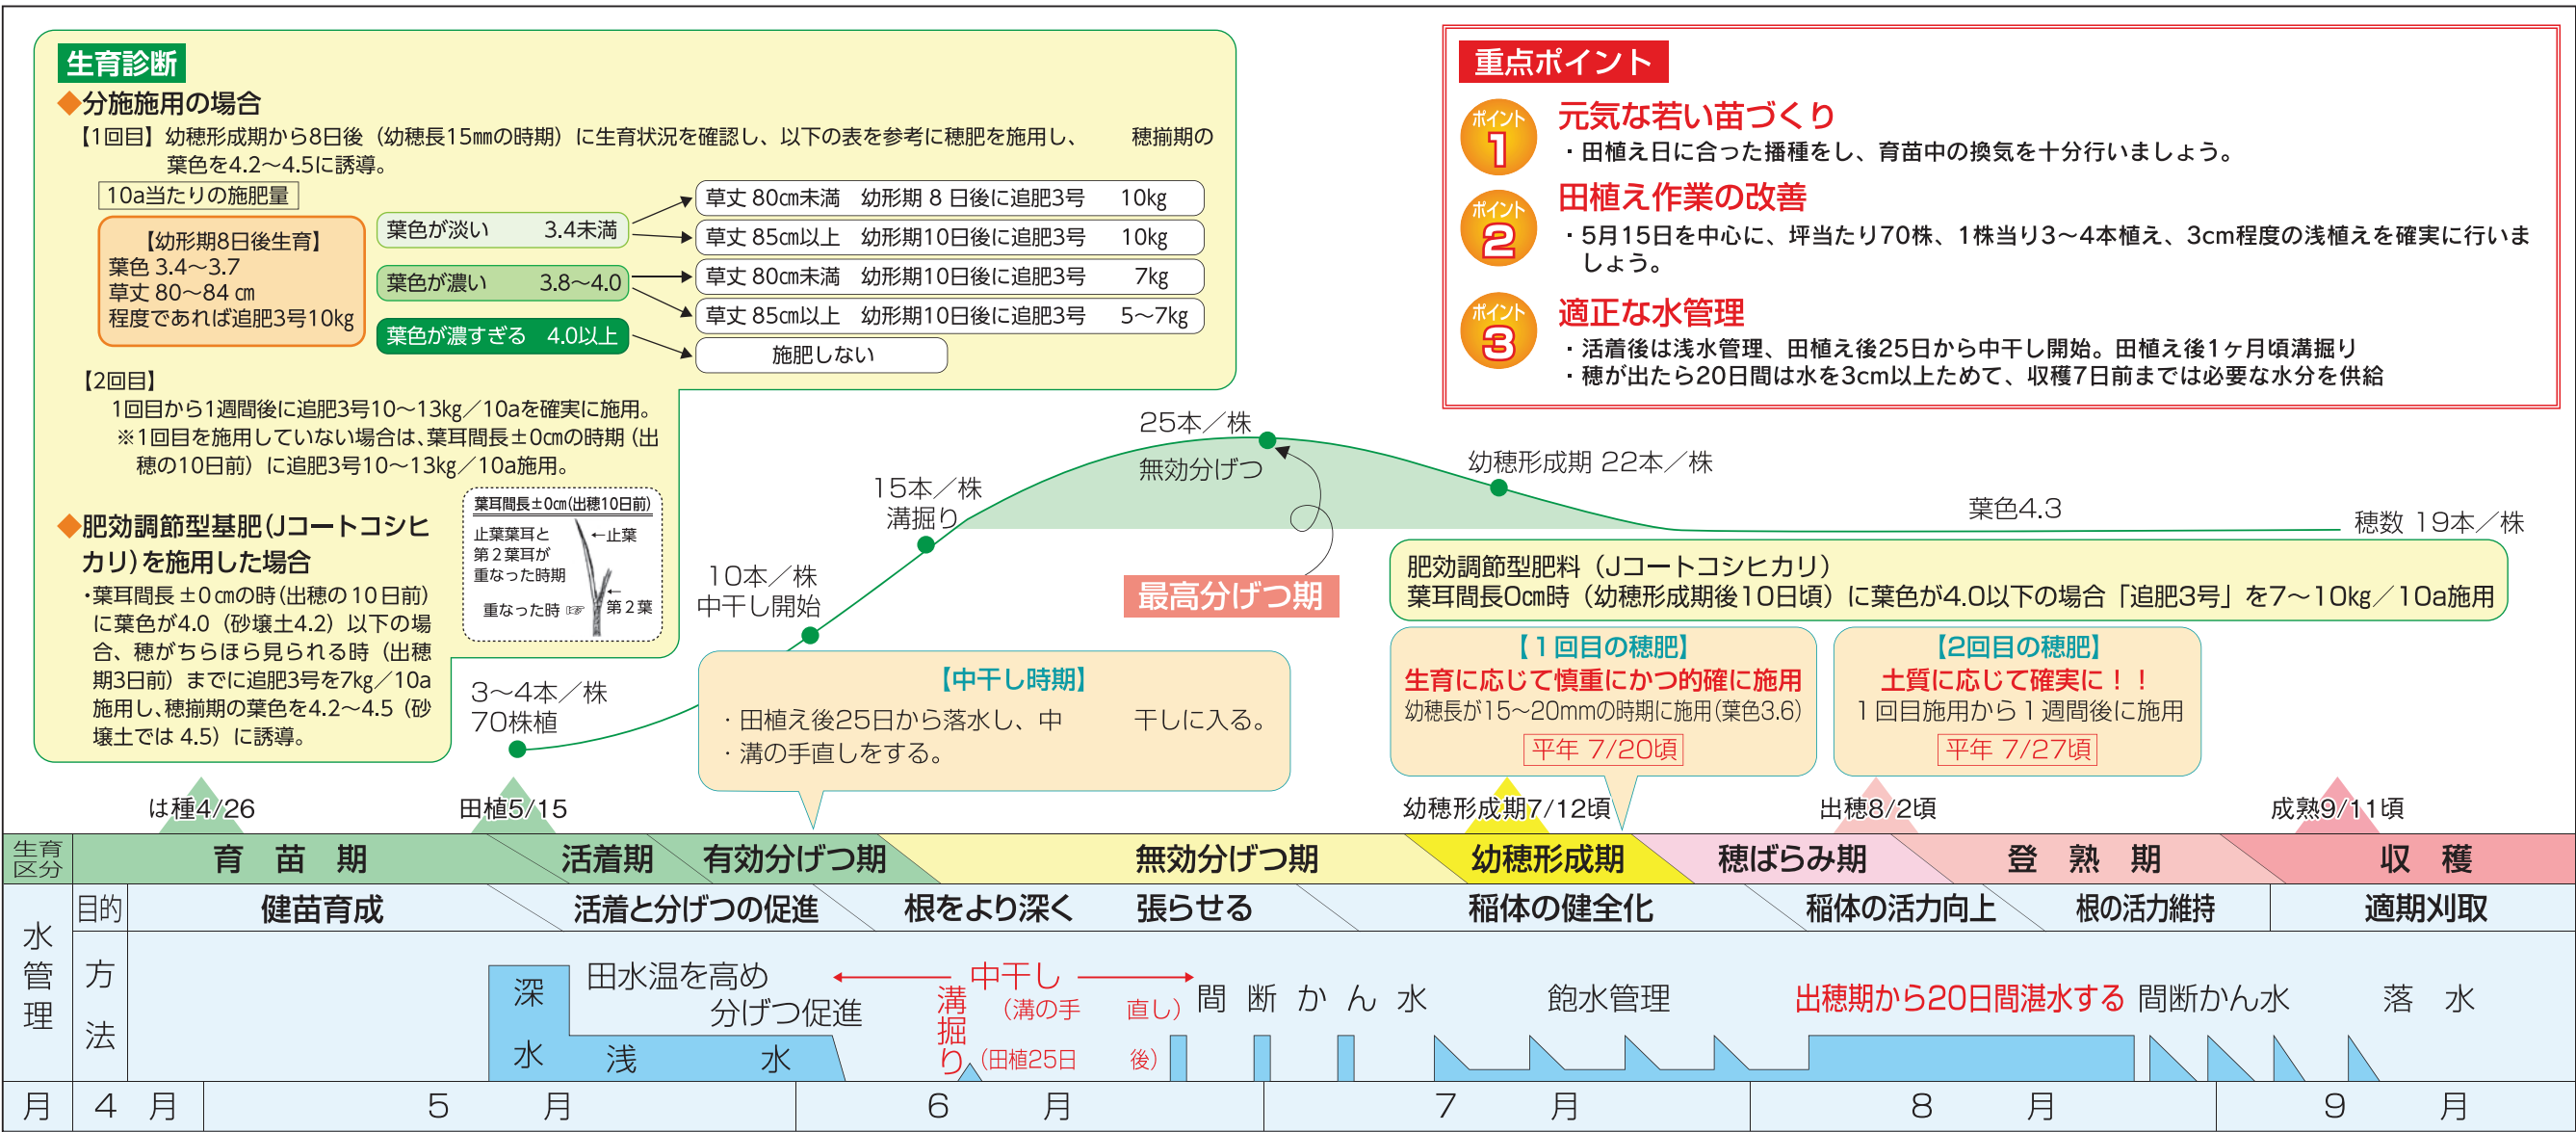 生育診断
◆分施施用の場合
【1回目】幼穂形成期から8日後（幼穂長15㎜の時期）に生育状況を確認し、以下の表を参考に穂肥を施用し、　穂揃期の
葉色を4.2～4.5に誘導。
10a当たりの施肥量
【幼形期8日後生育】
葉色 3.4～3.7
草丈 80～84 ㎝
程度であれば追肥3号10kg
葉色が淡い　3.4未満
葉色が濃い　3.8～4.0
葉色が濃すぎる　4.0以上
草丈 80㎝未満　幼形期 8 日後に追肥3号　10kg
草丈 85㎝以上　幼形期10日後に追肥3号　10kg
草丈 80㎝未満　幼形期10日後に追肥3号　7kg
草丈 85㎝以上　幼形期10日後に追肥3号　5～7kg
施肥しない
【2回目】
1回目から1週間後に追肥3号10～13kg／10aを確実に施用。
※1回目を施用していない場合は、葉耳間長±0㎝の時期（出
穂の10日前）に追肥3号10～13kg／10a施用。
◆肥効調節型基肥(Jコートコシヒ
カリ)を施用した場合
・葉耳間長 ±0 ㎝の時（出穂の 10 日前）
に葉色が4.0（砂壌土4.2）以下の場
合、穂がちらほら見られる時（出穂
期3日前）までに追肥3号を7kg／10a
施用し、穂揃期の葉色を4.2～4.5（砂
壌土では 4.5）に誘導。
葉耳間長±0㎝(出穂10日前)
止葉葉耳と
第２葉耳が
重なった時期
←止葉
重なった時 ☞
←
第２葉
重点ポイント
ポイント
1
元気な若い苗づくり
・田植え日に合った播種をし、育苗中の換気を十分行いましょう。
ポイント
2
田植え作業の改善
・5月15日を中心に、坪当たり70株、1株当り3～4本植え、3cm程度の浅植えを確実に行いま
しょう。
ポイント
3
適正な水管理
・活着後は浅水管理、田植え後25日から中干し開始。田植え後1ヶ月頃溝掘り
・穂が出たら20日間は水を3cm以上ためて、収穫7日前までは必要な水分を供給
3～4本／株
70株植
10本／株
中干し開始
15本／株
溝掘り
25本／株
無効分げつ
最高分げつ期
幼穂形成期 22本／株
葉色4.3
穂数 19本／株
肥効調節型肥料（Jコートコシヒカリ）
葉耳間長0㎝時（幼穂形成期後10日頃）に葉色が4.0以下の場合「追肥3号」を7～10kg／10a施用
【中干し時期】
・田植え後25日から落水し、中　干しに入る。
・溝の手直しをする。
【１回目の穂肥】
生育に応じて慎重にかつ的確に施用
幼穂長が15～20mmの時期に施用(葉色3.6)
平年 7/20頃
【2回目の穂肥】
土質に応じて確実に！！
１回目施用から１週間後に施用
平年 7/27頃
は種4/26
田植5/15
幼穂形成期7/12頃
出穂8/2頃
成熟9/11頃
生育
区分
育　苗　期
活着期
有効分げつ期
無効分げつ期
幼穂形成期
穂ばらみ期
登　熟　期
収　穫
水管理
目的
健苗育成
活着と分げつの促進
根をより深く　張らせる
稲体の健全化
稲体の活力向上
根の活力維持
適期刈取
方法
深水
田水温を高め
分げつ促進
浅　水
中干し
溝掘り
（溝の手　直し）
（田植25日　後）
間 断 か ん 水
飽水管理
出穂期から20日間湛水する
間断かん水
落　水
月
4　月
5　月
6　月
7　月
8　月
9　月